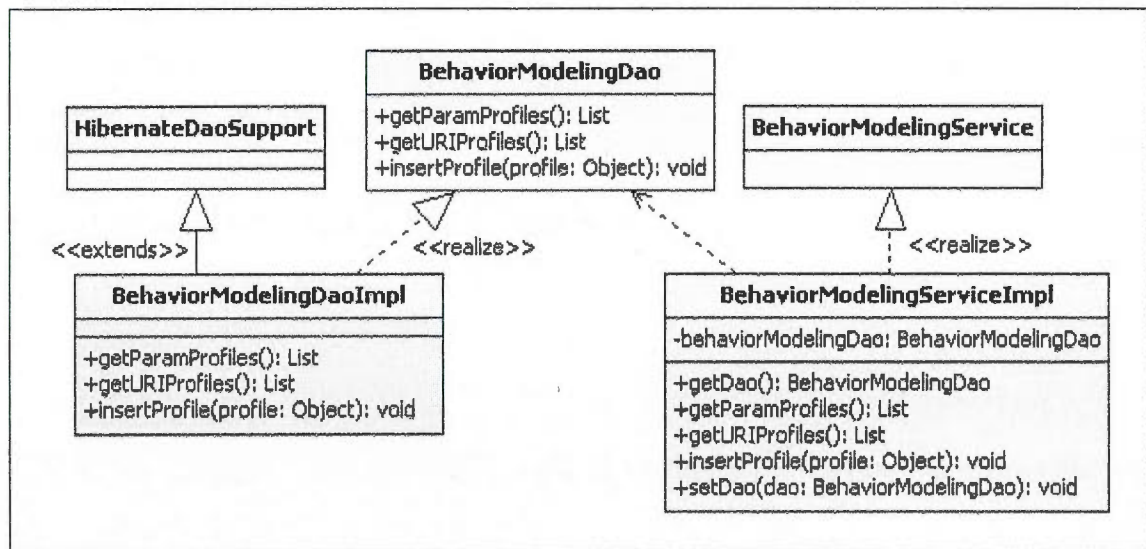 BehaviorModelingDao
+getParamProfiles(): List
+getURIProfiles(): List
+insertProfile(profile: Object): void
HibernateDaoSupport
BehaviorModelingService
<<extends>>
<<realize>>
<<realize>>
BehaviorModelingDaoImpl
+getParamProfiles(): List
+getURIProfiles(): List
+insertProfile(profile: Object): void
BehaviorModelingServiceImpl
-behaviorModelingDao: BehaviorModelingDao
+getDao(): BehaviorModelingDao
+getParamProfiles(): List
+getURIProfiles(): List
+insertProfile(profile: Object): void
+setDao(dao: BehaviorModelingDao): void